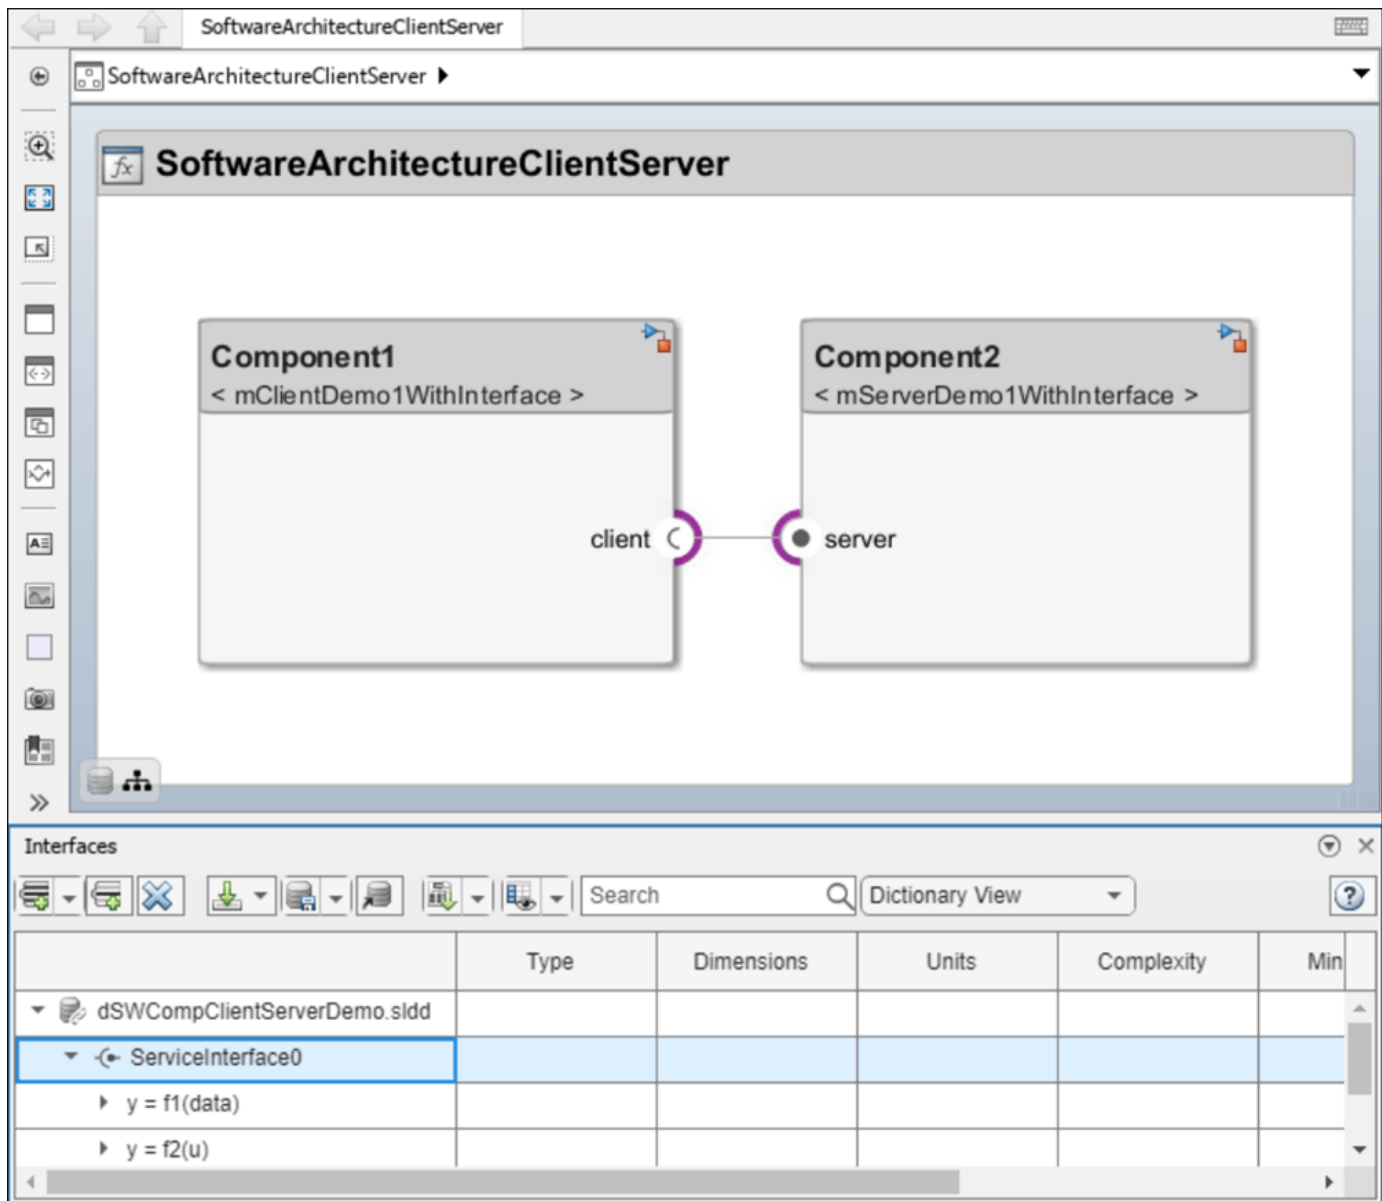 SoftwareArchitectureClientServer
SoftwareArchitectureClientServer
fx SoftwareArchitectureClientServer
Component1
< mClientDemo1WithInterface >
Component2
< mServerDemo1WithInterface >
client
server
Interfaces
Search
Dictionary View
Type Dimensions Units Complexity Min
dSWCompClientServerDemo.sldd
ServiceInterface0
y = f1(data)
y = f2(u)